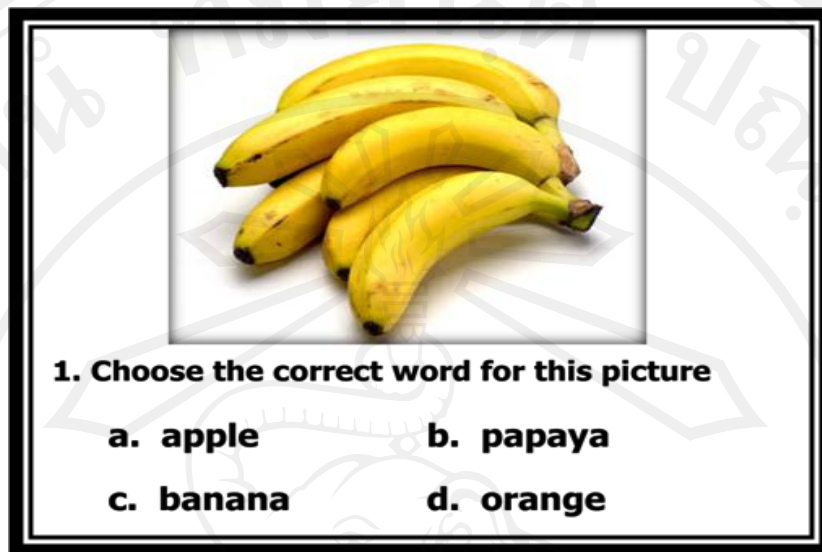 1. Choose the correct word for this picture
a. apple b. papaya
c. banana d. orange